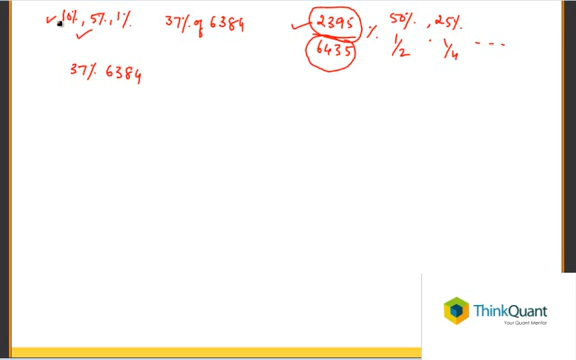 10%, 5%, 1% 37% of 6384 2395 % 50%, 25%
6435 1/2 1/4 ---
37% 6384
ThinkQuant
Your Quant Mentor